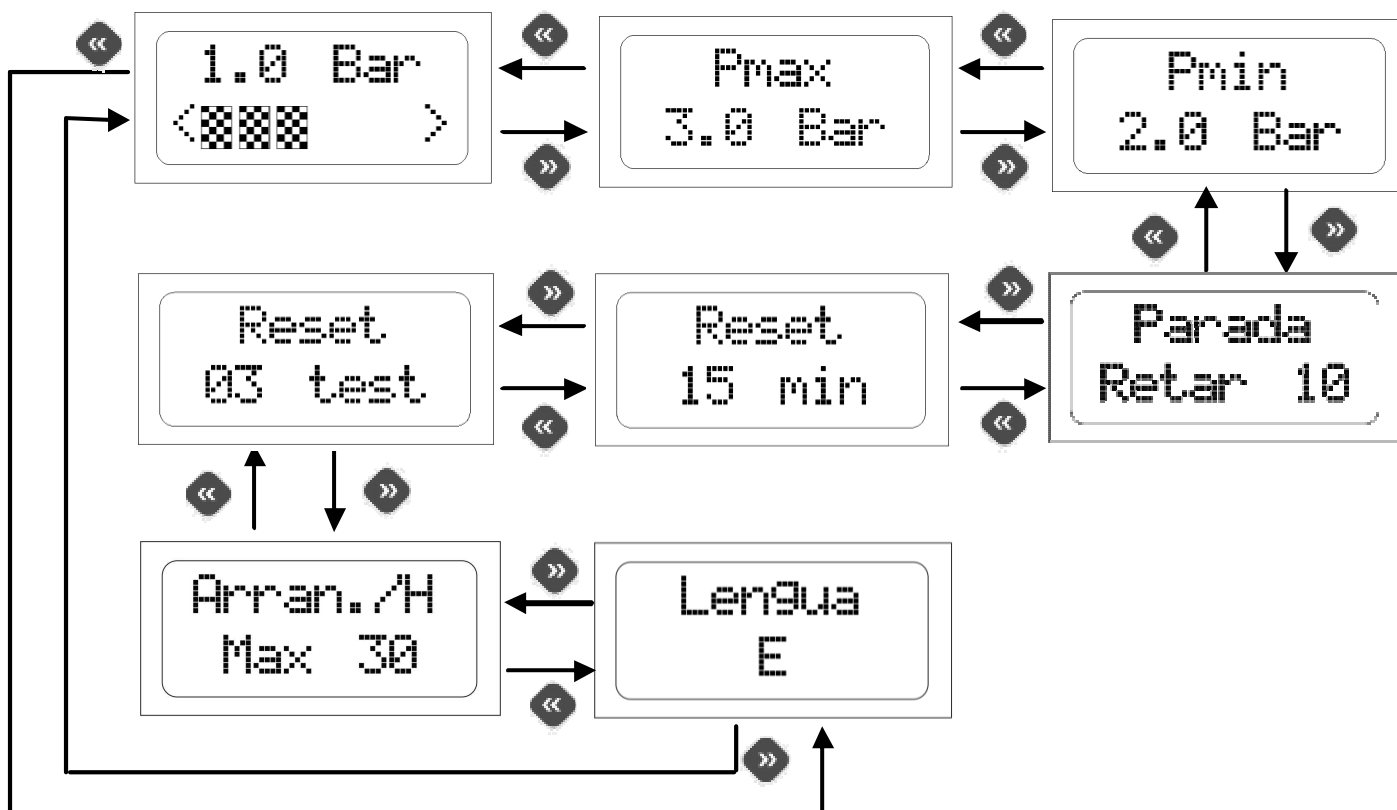 1.0 Bar
< >
Pmax
3.0 Bar
Pmin
2.0 Bar
Reset
03 test
Reset
15 min
Parada
Retar 10
Arran./H
Max 30
Lengua
E